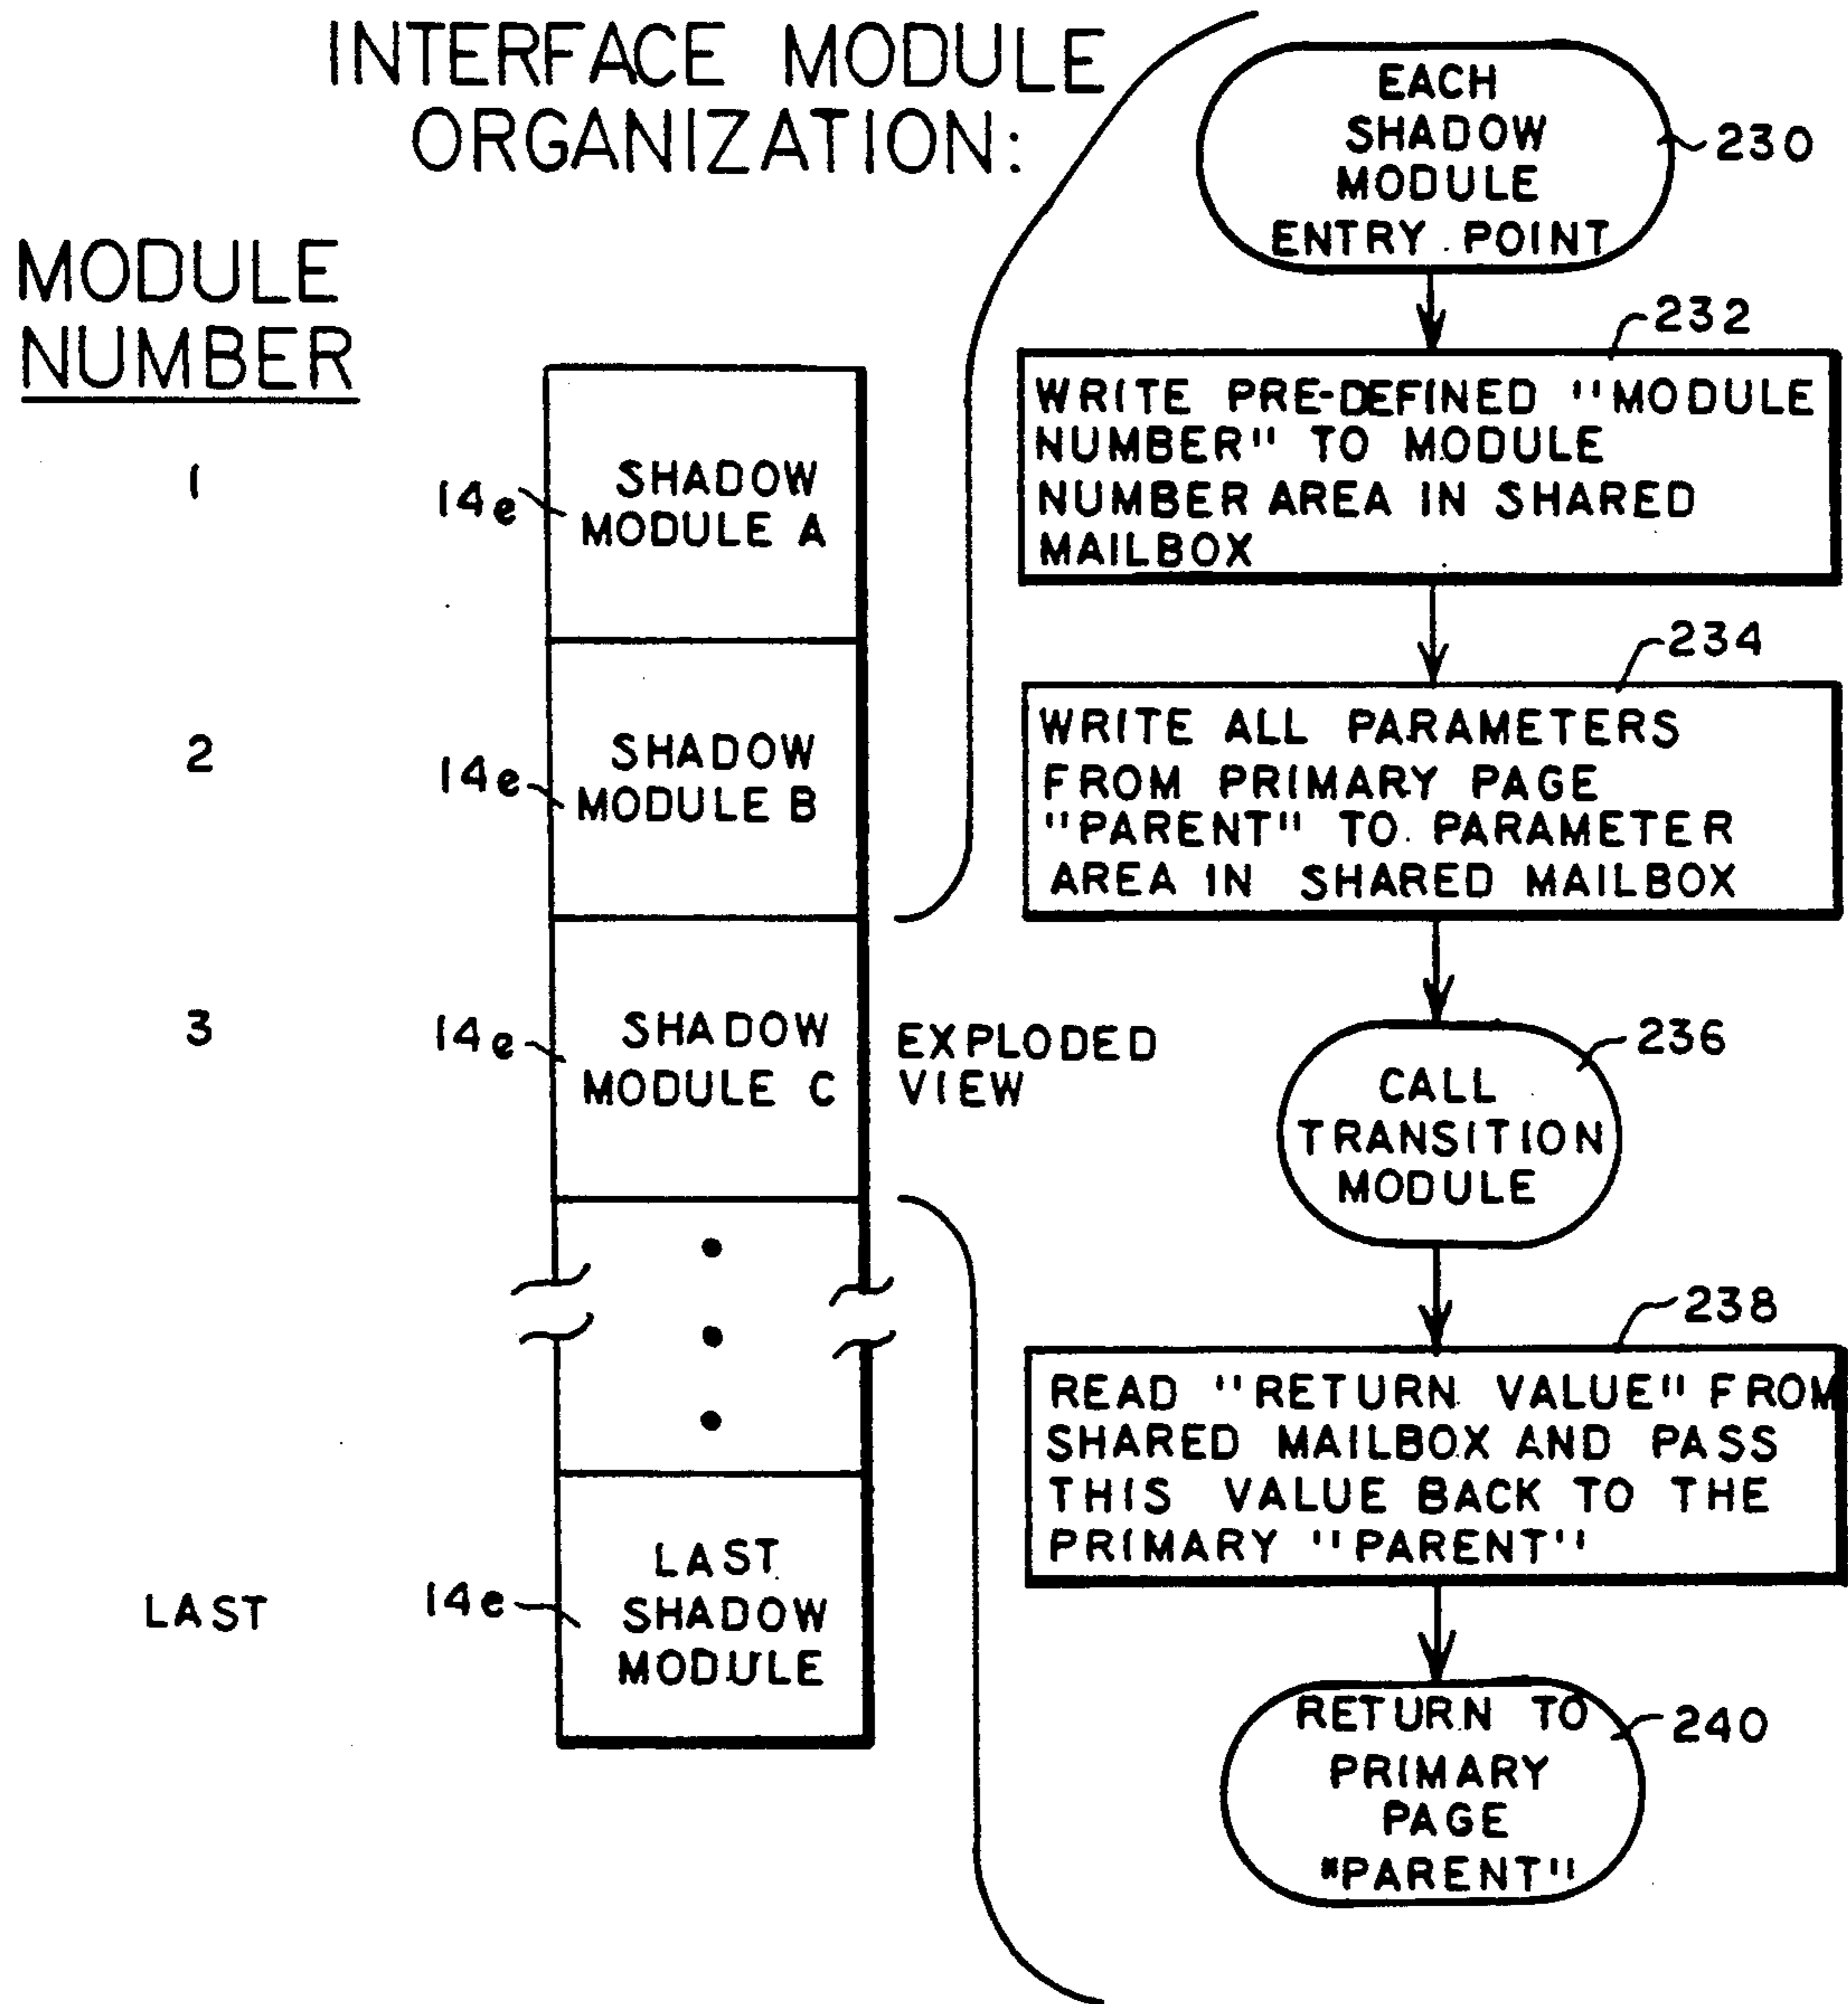 INTERFACE MODULE
ORGANIZATION:
MODULE
NUMBER
1
14e
SHADOW
MODULE A
2
14e
SHADOW
MODULE B
3
14e
SHADOW
MODULE C
EXPLODED
VIEW
LAST
14e
LAST
SHADOW
MODULE
EACH
SHADOW
MODULE
ENTRY POINT
230
232
WRITE PRE-DEFINED "MODULE
NUMBER" TO MODULE
NUMBER AREA IN SHARED
MAILBOX
234
WRITE ALL PARAMETERS
FROM PRIMARY PAGE
"PARENT" TO PARAMETER
AREA IN SHARED MAILBOX
236
CALL
TRANSITION
MODULE
238
READ "RETURN VALUE" FROM
SHARED MAILBOX AND PASS
THIS VALUE BACK TO THE
PRIMARY "PARENT"
RETURN TO
PRIMARY
PAGE
"PARENT"
240